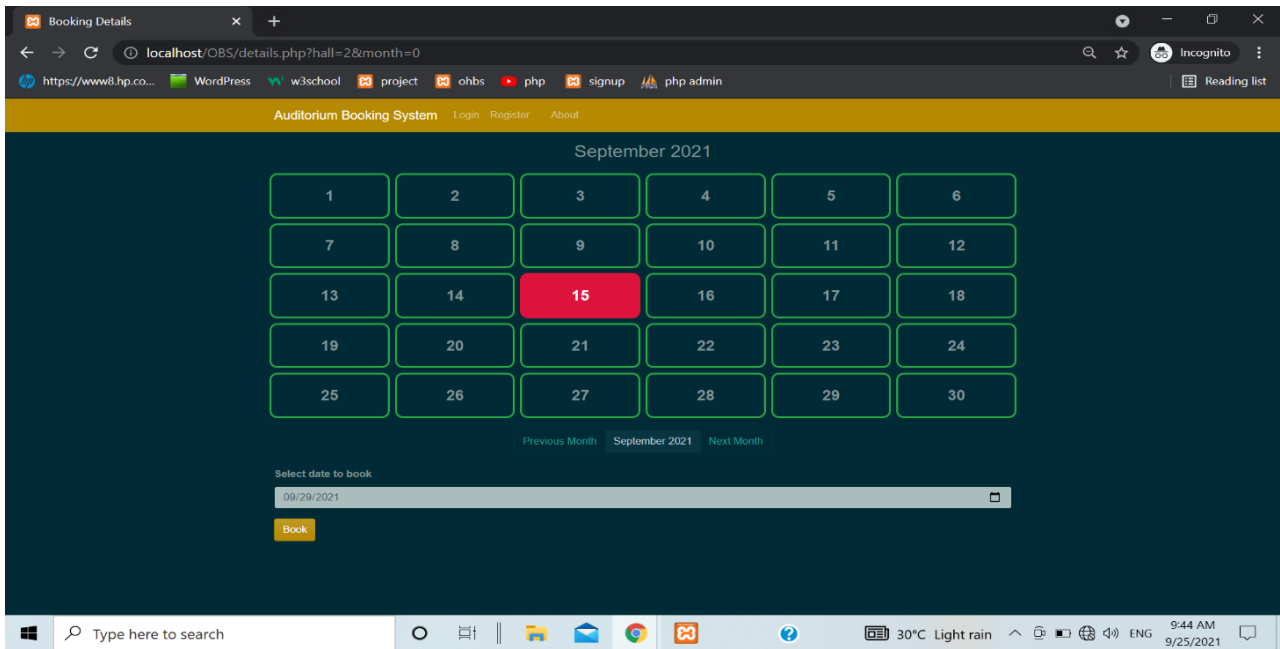 Booking Details
localhost/OBS/details.php?hall=2&month=0
Incognito
https://www8.hp.co... WordPress w3school project ohbs php signup php admin Reading list
Auditorium Booking System Login Register About
September 2021
1 2 3 4 5 6
7 8 9 10 11 12
13 14 15 16 17 18
19 20 21 22 23 24
25 26 27 28 29 30
Previous Month September 2021 Next Month
Select date to book
09/29/2021
Book
Type here to search 30°C Light rain ENG 9:44 AM
9/25/2021